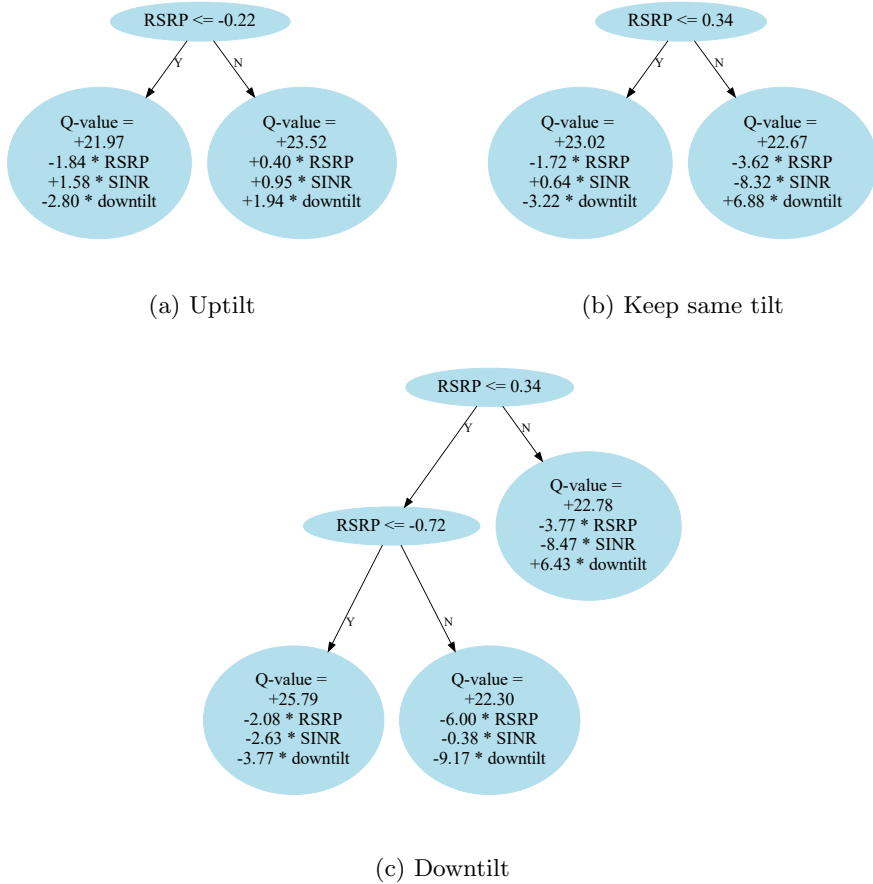 RSRP <= -0.22
Y
N
Q-value =
+21.97
-1.84 * RSRP
+1.58 * SINR
-2.80 * downtilt
Q-value =
+23.52
+0.40 * RSRP
+0.95 * SINR
+1.94 * downtilt
(a) Uptilt
RSRP <= 0.34
Y
N
Q-value =
+23.02
-1.72 * RSRP
+0.64 * SINR
-3.22 * downtilt
Q-value =
+22.67
-3.62 * RSRP
-8.32 * SINR
+6.88 * downtilt
(b) Keep same tilt
RSRP <= 0.34
Y
N
RSRP <= -0.72
Q-value =
+22.78
-3.77 * RSRP
-8.47 * SINR
+6.43 * downtilt
Y
N
Q-value =
+25.79
-2.08 * RSRP
-2.63 * SINR
-3.77 * downtilt
Q-value =
+22.30
-6.00 * RSRP
-0.38 * SINR
-9.17 * downtilt
(c) Downtilt